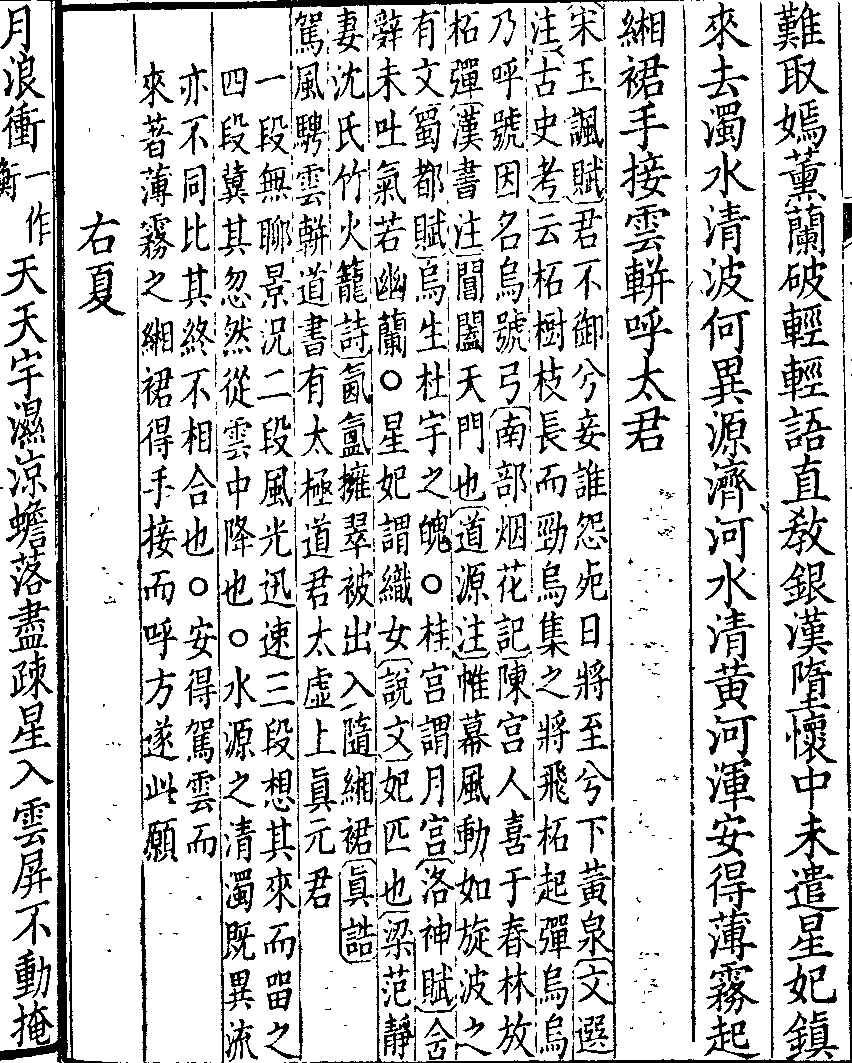 難取嫣薰蘭破輕輕語直教銀漢墮懷中未遣星妃鎮
來去濁水清波何異源濟河水清黃河渾安得薄霧起
緗裙手接雲軿呼太君
宋玉諷賦君不御兮妾誰怨死日將至兮下黃泉文選
注古史考云柘樹枝長而勁烏集之將飛柘起彈烏烏
乃呼號因名烏號弓南部烟花記陳宮人喜于春林放
柘彈漢書注閶闔天門也道源注帷幕風動如旋波之
有文蜀都賦烏生杜宇之魄○桂宮謂月宮洛神賦含
辭未吐氣若幽蘭○星妃謂織女說文妃匹也梁范靜
妻沈氏竹火籠詩氤氳擁翠被出入隨緗裙真誥
駕風騁雲軿道書有太極道君太虛上眞元君
一段無聊景況二段風光迅速三段想其來而留之
四段冀其忽然從雲中降也○水源之清濁既異流
亦不同比其終不相合也○安得駕雲而
來著薄霧之緗裙得手接而呼方遂此願
右夏
月浪衝一作衡天天宇濕涼蟾落盡疎星入雲屏不動掩